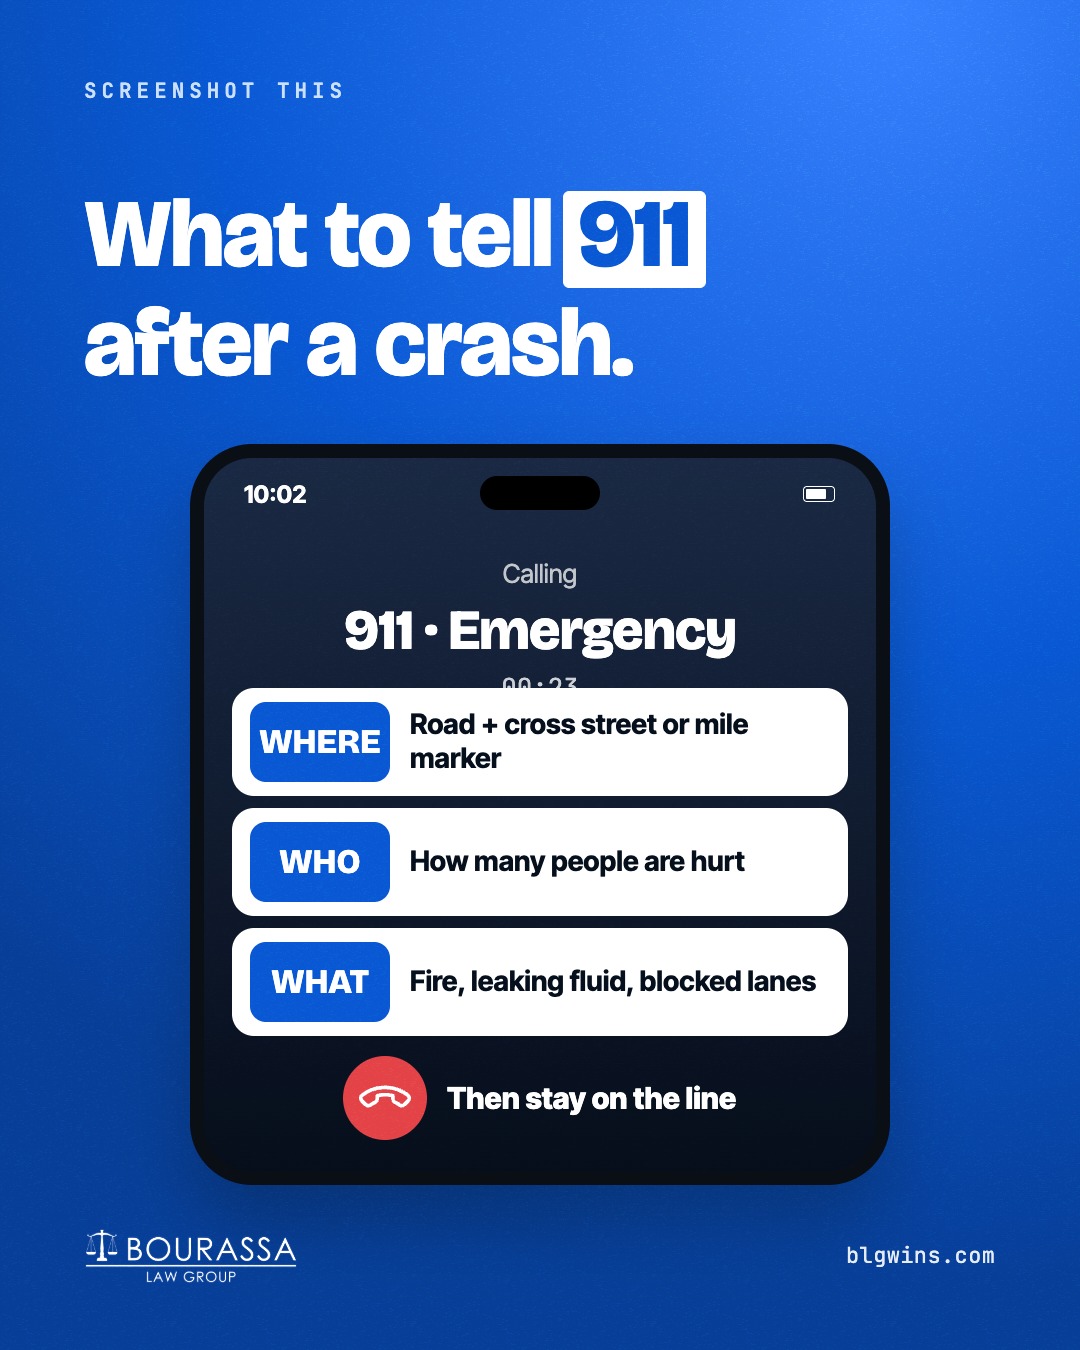 SCREENSHOT THIS
What to tell 911
after a crash.
10:02
Calling
911 · Emergency
00:23
WHERE
Road + cross street or mile
marker
WHO
How many people are hurt
WHAT
Fire, leaking fluid, blocked lanes
Then stay on the line
BOURASSA
LAW GROUP
blgwins.com